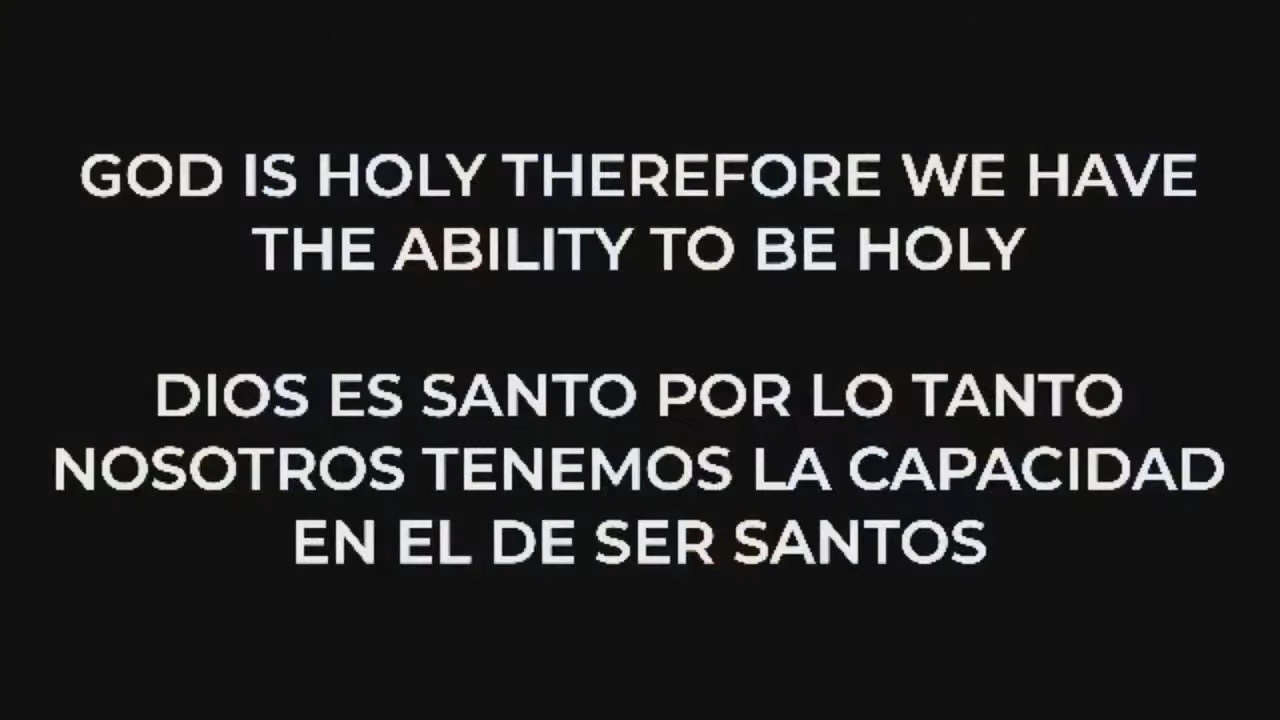 GOD IS HOLY THEREFORE WE HAVE
THE ABILITY TO BE HOLY
DIOS ES SANTO POR LO TANTO
NOSOTROS TENEMOS LA CAPACIDAD
EN EL DE SER SANTOS